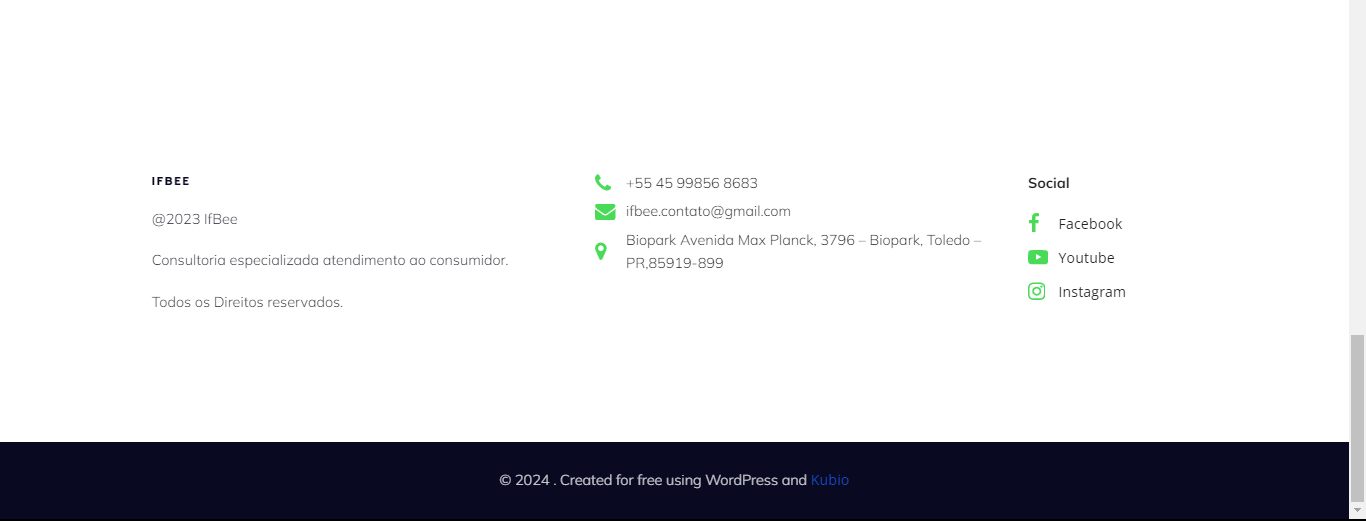 IFBEE
@2023 IfBee
Consultoria especializada atendimento ao consumidor.
Todos os Direitos reservados.
+55 45 99856 8683
ifbee.contato@gmail.com
Biopark Avenida Max Planck, 3796 – Biopark, Toledo –
PR,85919-899
Social
Facebook
Youtube
Instagram
© 2024 . Created for free using WordPress and Kubio